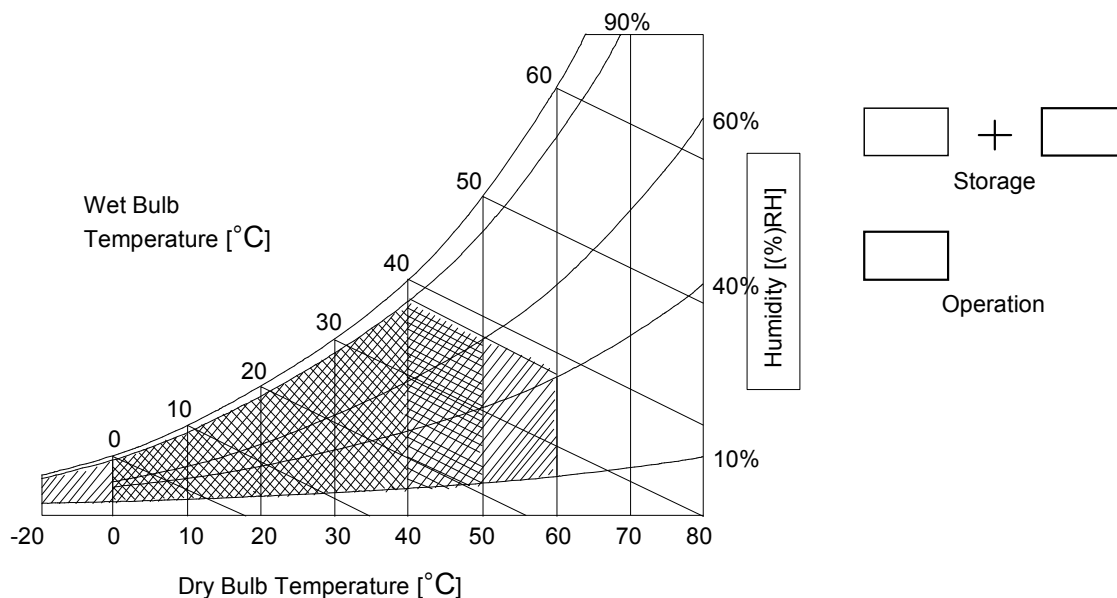 90%
60
60%
50
Wet Bulb
Temperature [°C]
Storage
40
40%
Humidity [(%)RH]
Operation
30
20
10
0
10%
-20 0 10 20 30 40 50 60 70 80
Dry Bulb Temperature [°C]